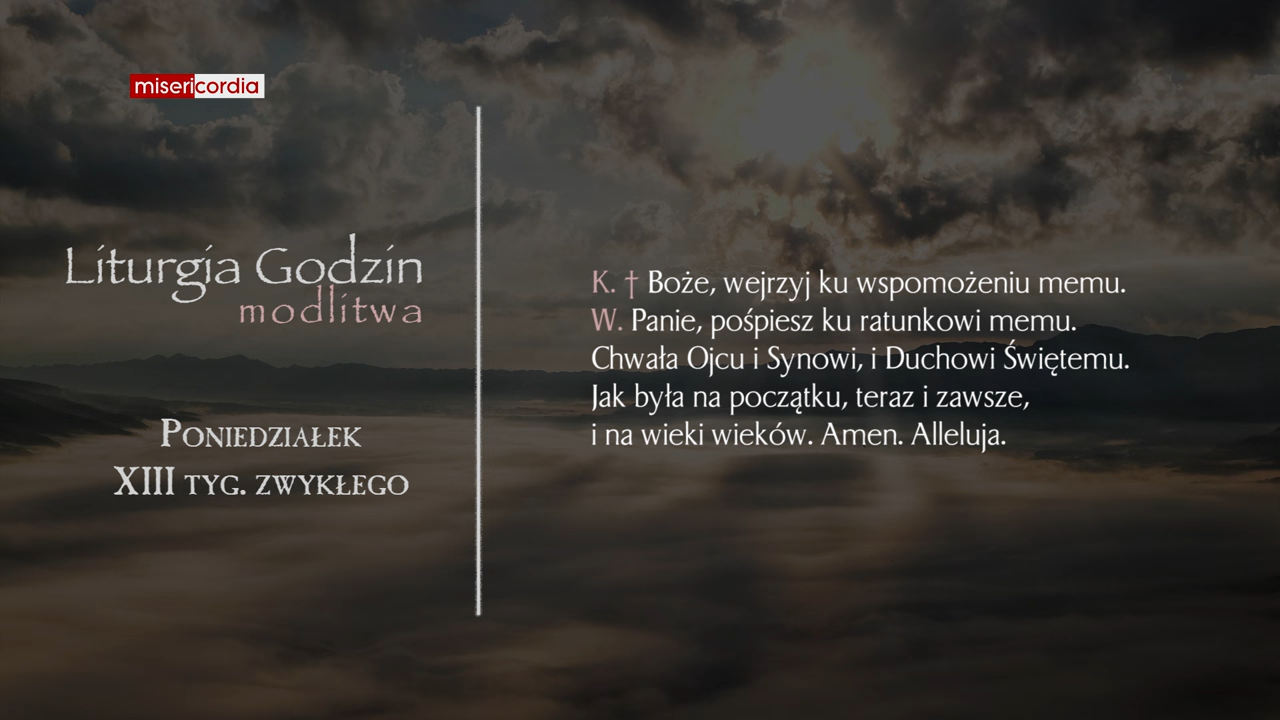 misericordia
Liturgia Godzin
modlitwa
Poniedziałek
XIII tyg. zwykłego
K. † Boże, wejrzyj ku wspomożeniu memu.
W. Panie, pośpiesz ku ratunkowi memu.
Chwała Ojcu i Synowi, i Duchowi Świętemu.
Jak była na początku, teraz i zawsze,
i na wieki wieków. Amen. Alleluja.